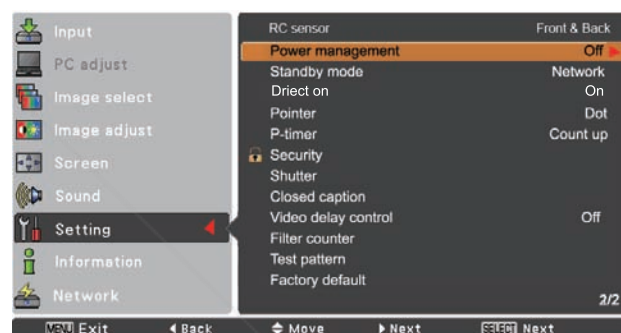 Input
PC adjust
Image select
Image adjust
Screen
Sound
Setting
Information
Network
RC sensor Front & Back
Power management Off
Standby mode Network
Driect on On
Pointer Dot
P-timer Count up
Security
Shutter
Closed caption
Video delay control Off
Filter counter
Test pattern
Factory default
2/2
MENU Exit Back Move Next SELECT Next